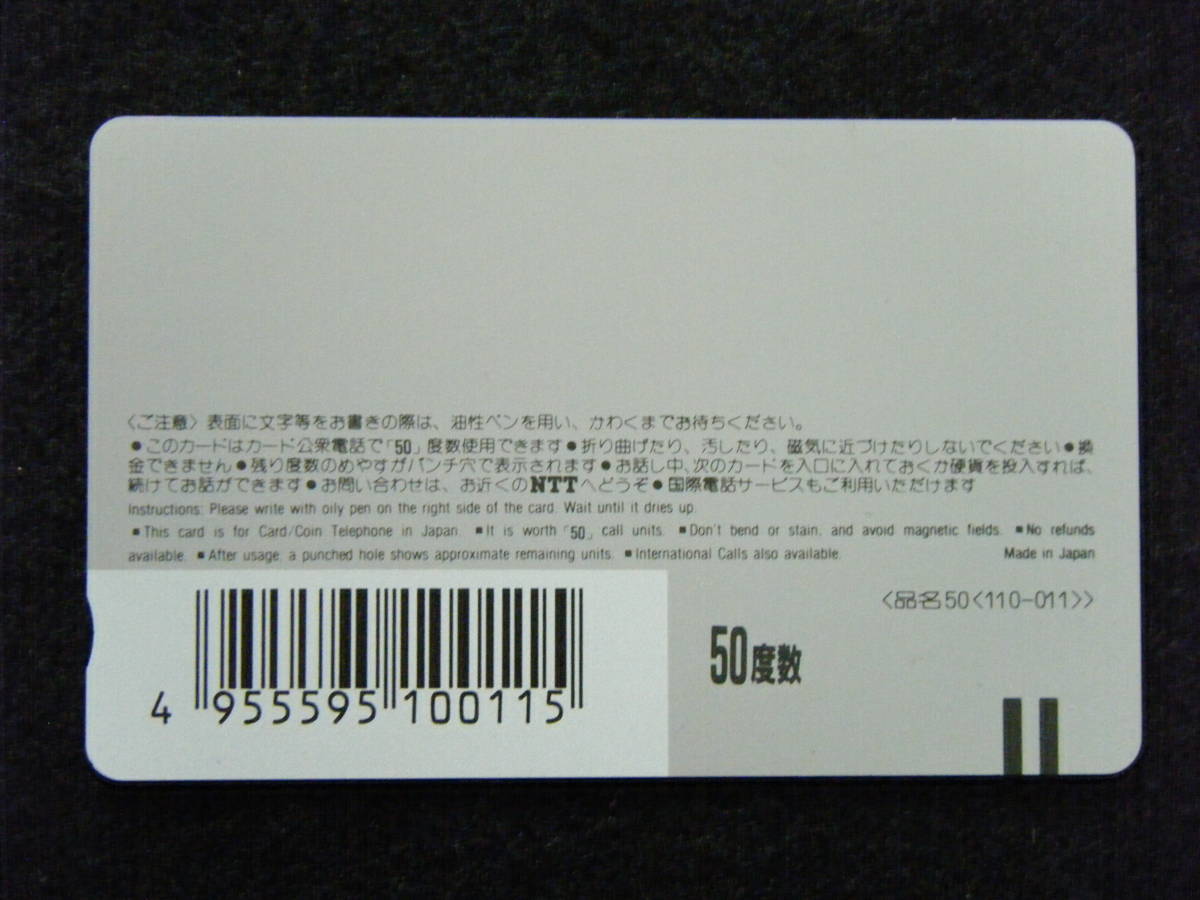 〈ご注意〉表面に文字等をお書きの際は、油性ペンを用い、かわくまでお待ちください。
●このカードはカード公衆電話で「50」度数使用できます●折り曲げたり、汚したり、磁気に近づけたりしないでください●換
金できません●残り度数のめやすがパンチ穴で表示されます●お話し中、次のカードを入口に入れておくか硬貨を投入すれば、
続けてお話ができます●お問い合わせは、お近くのNTTへどうぞ●国際電話サービスもご利用いただけます
Instructions: Please write with oily pen on the right side of the card. Wait until it dries up.
■This card is for Card/Coin Telephone in Japan. ■It is worth「50」call units. ■Don't bend or stain, and avoid magnetic fields. ■No refunds
available. ■After usage, a punched hole shows approximate remaining units. ■International Calls also available. Made in Japan
〈品名50〈110-011〉〉
50度数
4 955595 100115